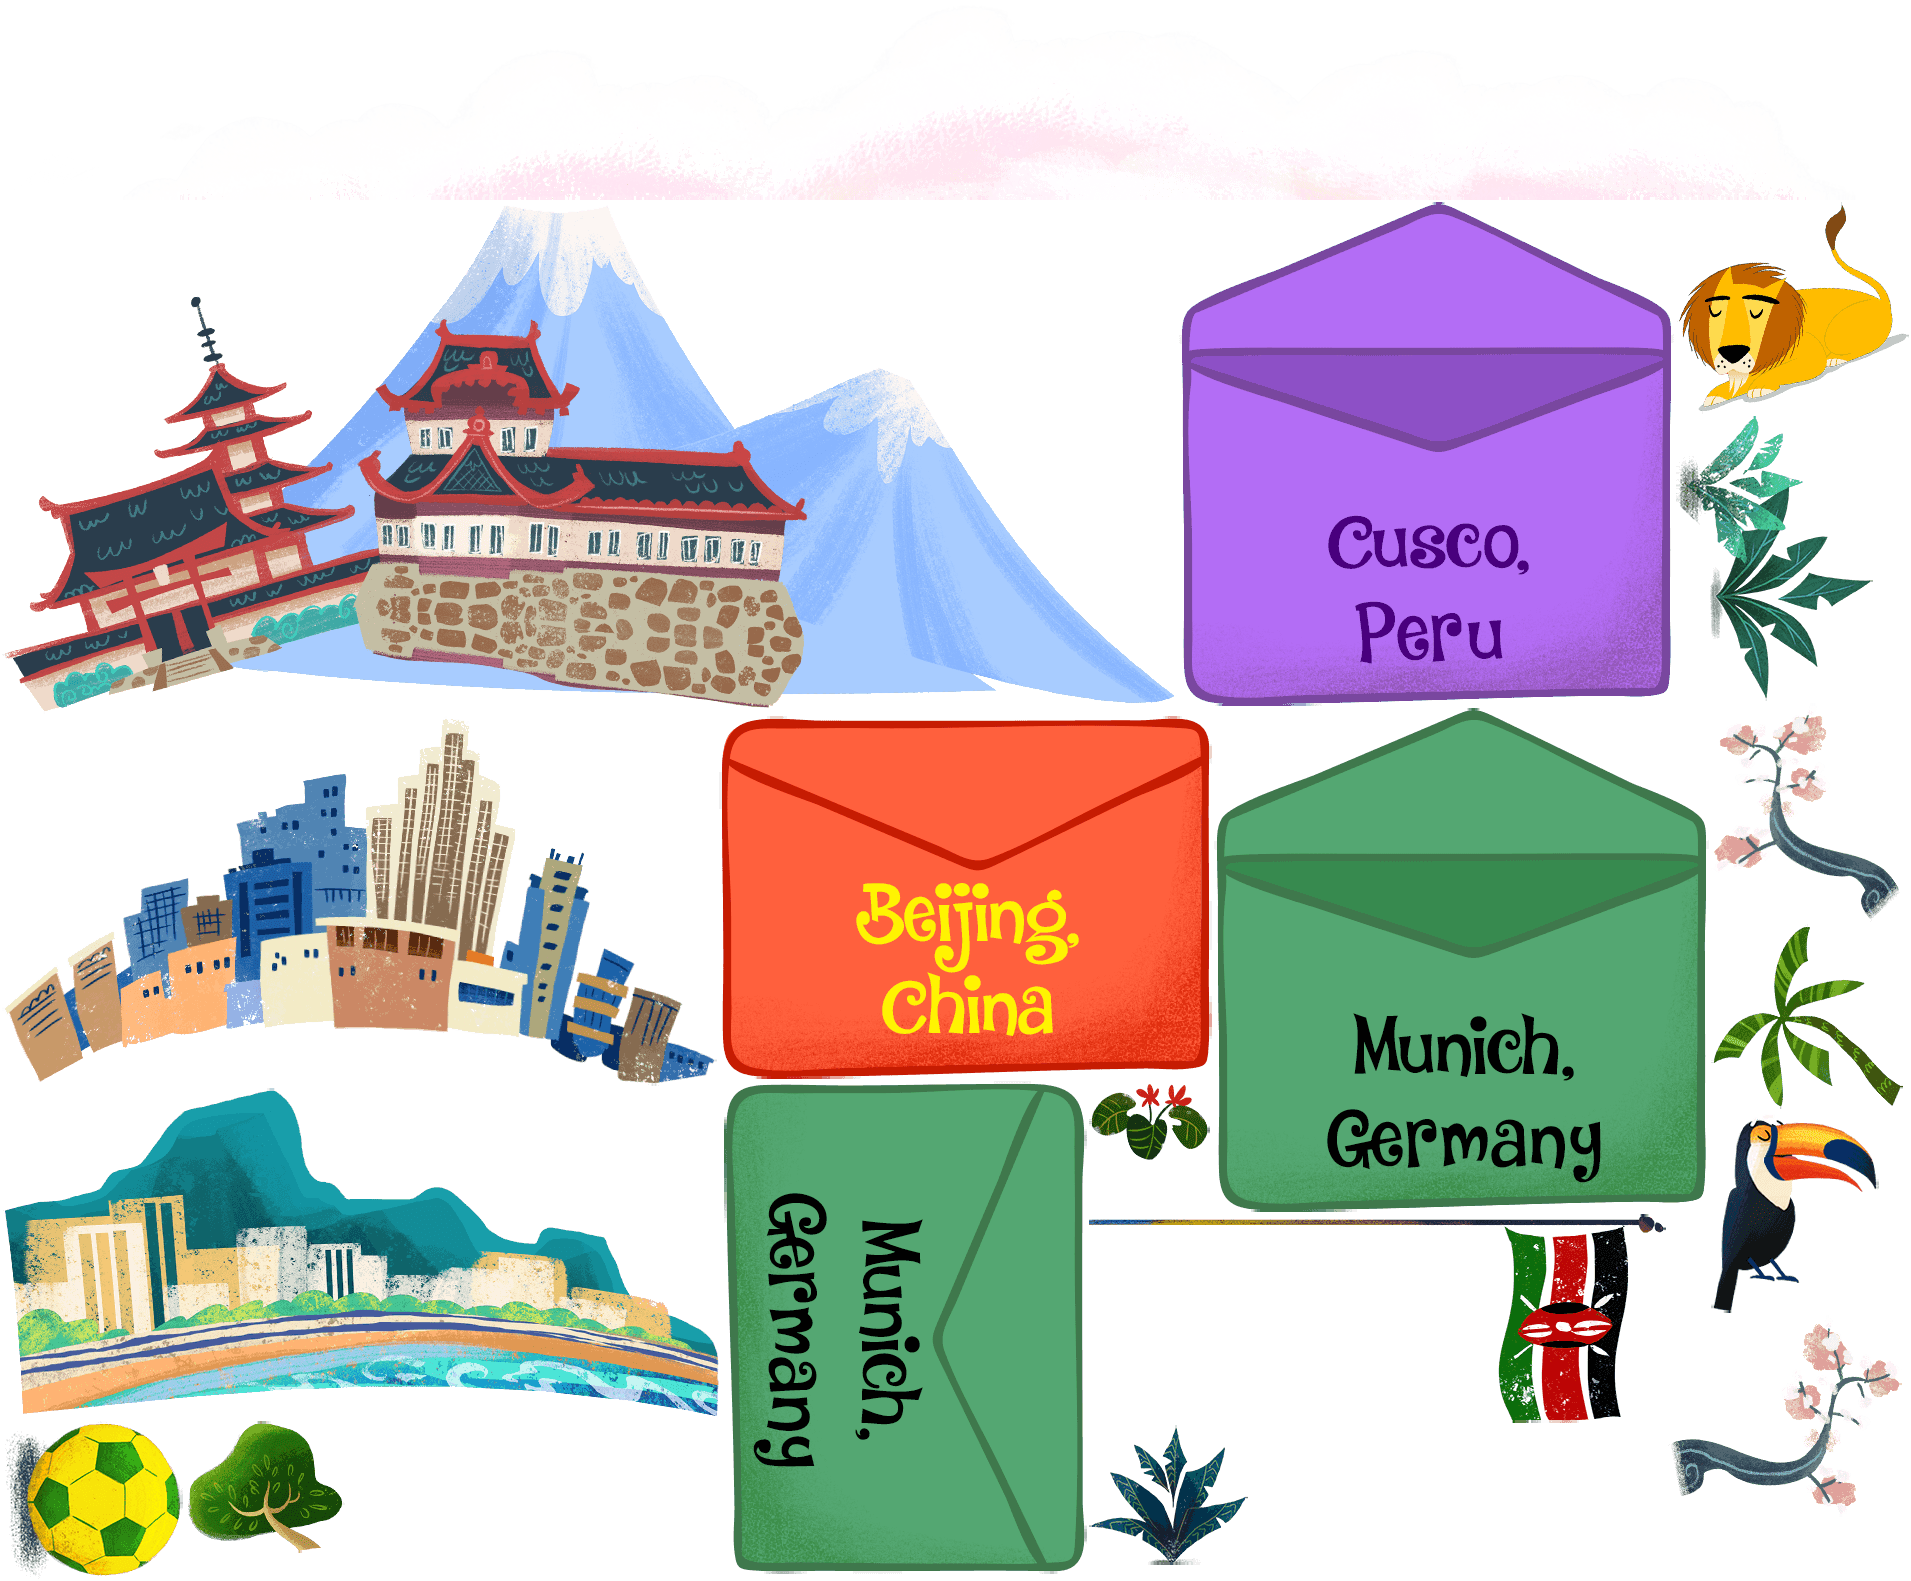 Cusco,
Peru
Beijing,
China
Munich,
Germany
Munich,
Germany